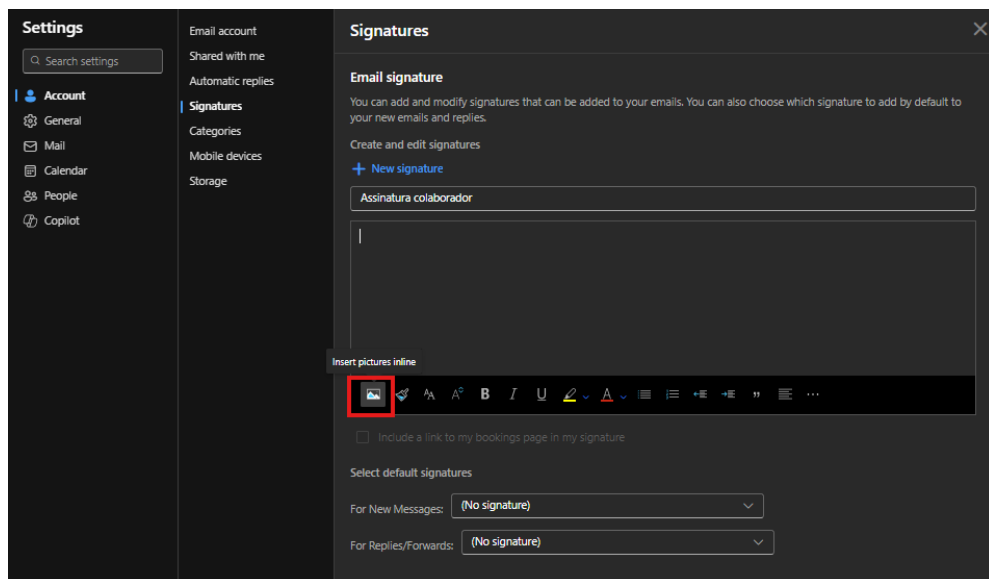 Settings
Search settings
Account
General
Mail
Calendar
People
Copilot
Email account
Shared with me
Automatic replies
Signatures
Categories
Mobile devices
Storage
Signatures
Email signature
You can add and modify signatures that can be added to your emails. You can also choose which signature to add by default to
your new emails and replies.
Create and edit signatures
New signature
Assinatura colaborador
Insert pictures inline
Include a link to my bookings page in my signature
Select default signatures
For New Messages: (No signature)
For Replies/Forwards: (No signature)